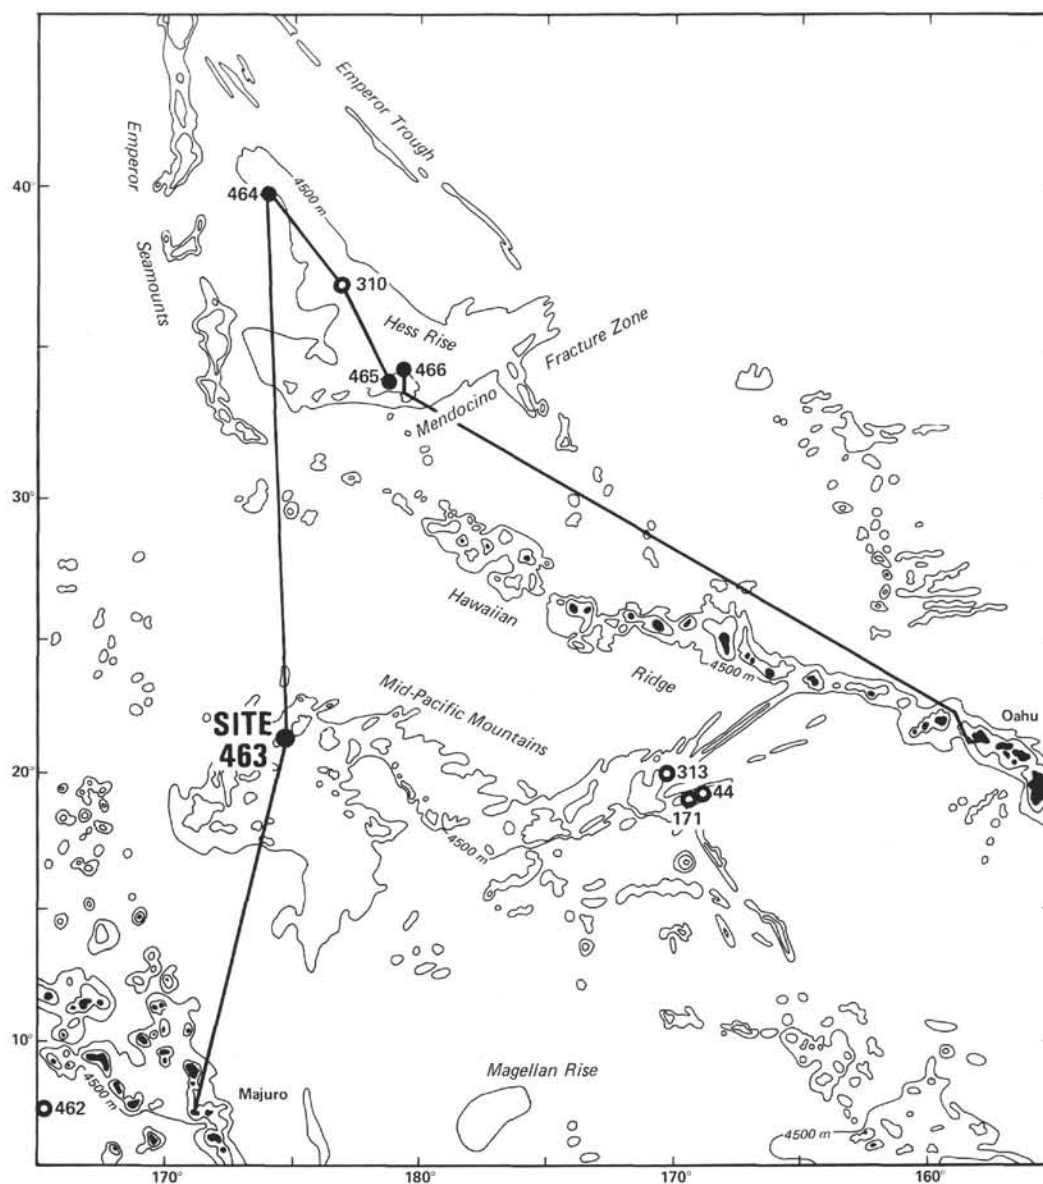 Emperor Trough
Emperor
Seamounts
40°
464
4500 m
310
Hess Rise
466
465
Mendocino
Fracture Zone
30°
Hawaiian
Ridge
4500 m
Mid-Pacific Mountains
SITE
463
Oahu
20°
313
44
171
4500 m
10°
Magellan Rise
Majuro
4500 m
462
4500 m
170°
180°
170°
160°